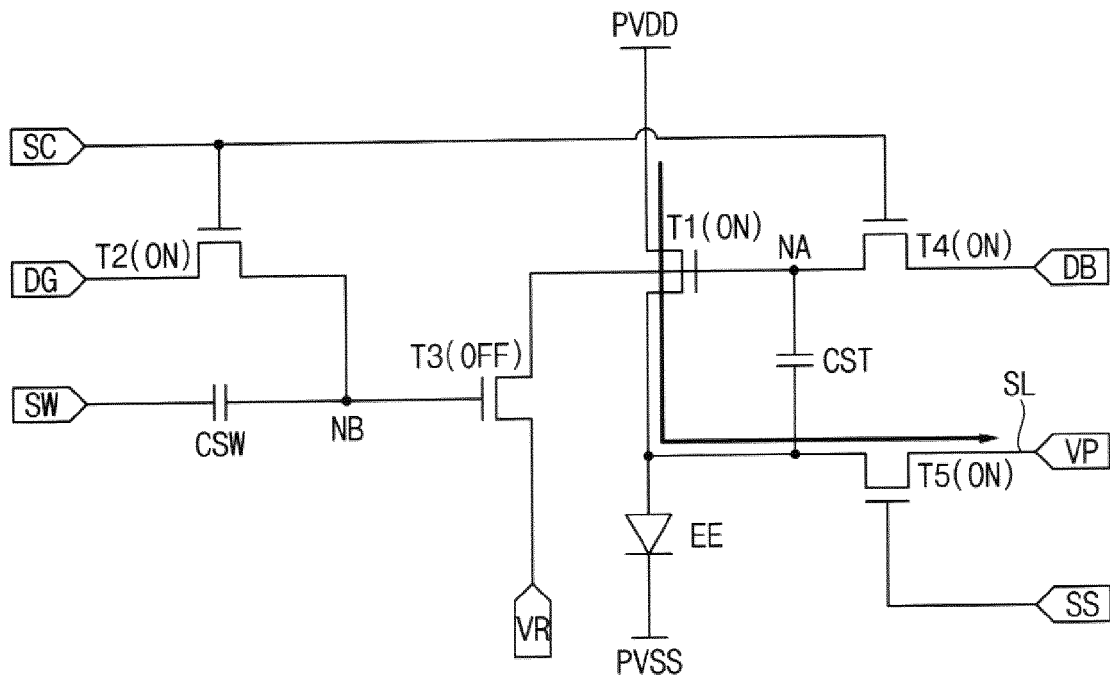 PVDD
SC
T1(ON)
T2(ON)
NA
T4(ON)
DG
DB
T3(OFF)
CST
SW
CSW
NB
SL
VP
T5(ON)
EE
VR
SS
PVSS